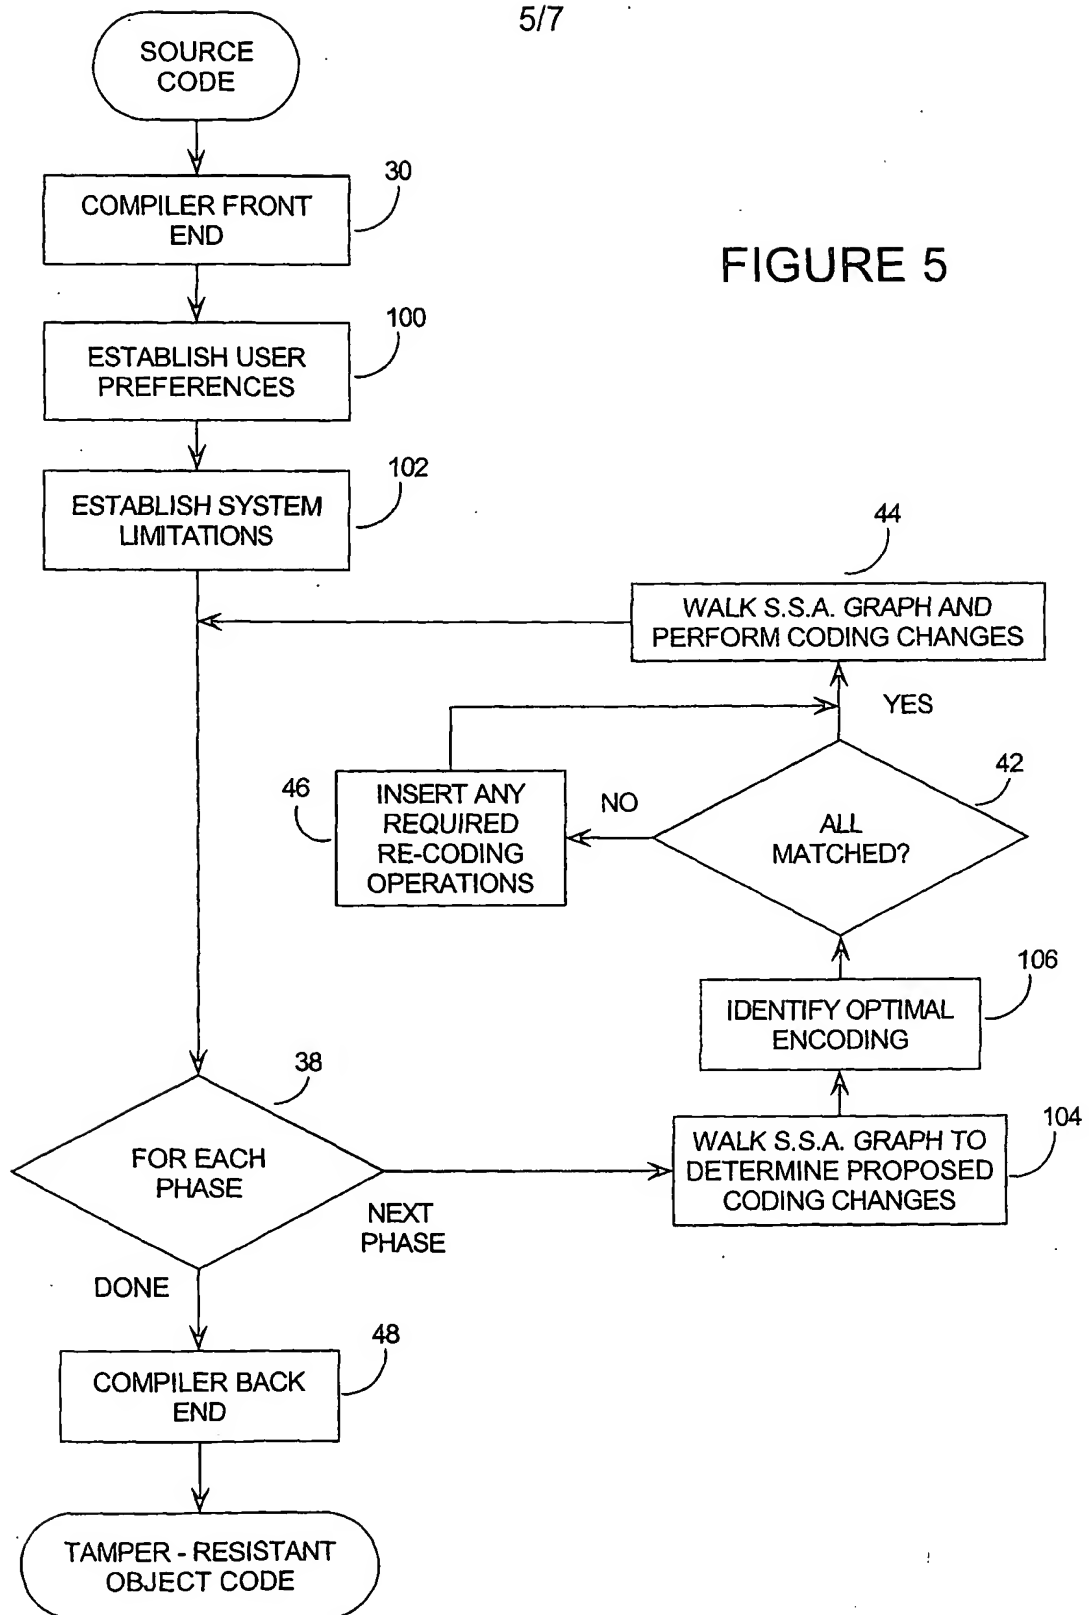 5/7
SOURCE
CODE
30
COMPILER FRONT
END
FIGURE 5
100
ESTABLISH USER
PREFERENCES
102
ESTABLISH SYSTEM
LIMITATIONS
44
WALK S.S.A. GRAPH AND
PERFORM CODING CHANGES
YES
46
INSERT ANY
REQUIRED
RE-CODING
OPERATIONS
NO
42
ALL
MATCHED?
106
IDENTIFY OPTIMAL
ENCODING
38
FOR EACH
PHASE
104
WALK S.S.A. GRAPH TO
DETERMINE PROPOSED
CODING CHANGES
NEXT
PHASE
DONE
48
COMPILER BACK
END
TAMPER - RESISTANT
OBJECT CODE